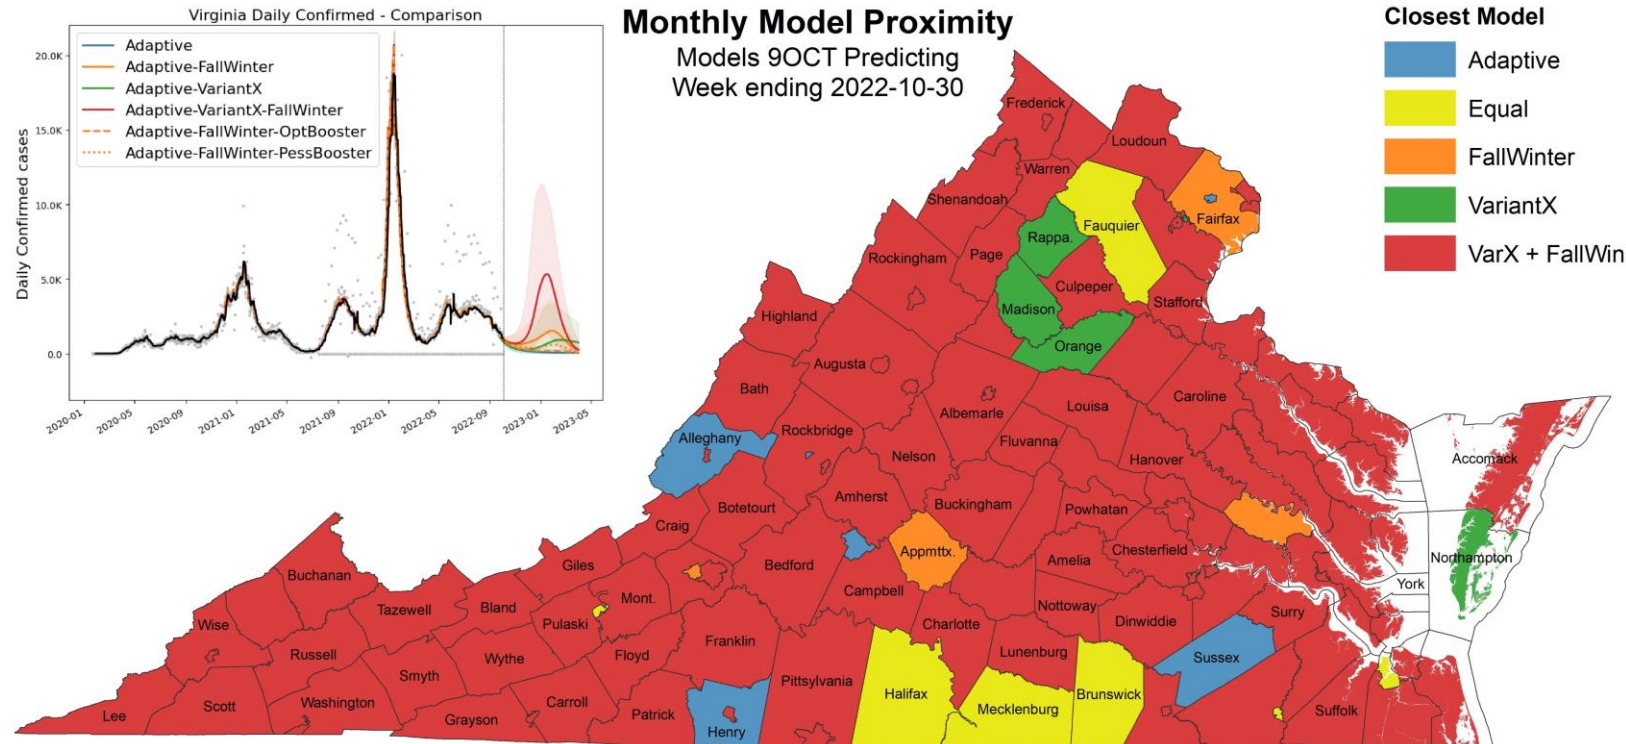 Virginia Daily Confirmed - Comparison
Adaptive
Adaptive-FallWinter
Adaptive-VariantX
Adaptive-VariantX-FallWinter
Adaptive-FallWinter-OptBooster
Adaptive-FallWinter-PessBooster
Daily Confirmed cases
20.0K
15.0K
10.0K
5.0K
0.0
2020-01
2020-05
2020-09
2021-01
2021-05
2021-09
2022-01
2022-05
2022-09
2023-01
2023-05
Monthly Model Proximity
Models 9OCT Predicting
Week ending 2022-10-30
Closest Model
Adaptive
Equal
FallWinter
VariantX
VarX + FallWin
Frederick
Loudoun
Warren
Shenandoah
Fairfax
Fauquier
Rappa.
Page
Rockingham
Culpeper
Stafford
Madison
Highland
Orange
Augusta
Bath
Caroline
Louisa
Albemarle
Alleghany
Rockbridge
Fluvanna
Nelson
Hanover
Accomack
Amherst
Buckingham
Botetourt
Powhatan
Craig
Appmttx.
Chesterfield
Northampton
Amelia
Bedford
Giles
Buchanan
York
Campbell
Mont.
Bland
Tazewell
Nottoway
Surry
Pulaski
Dinwiddie
Charlotte
Wise
Franklin
Lunenburg
Russell
Wythe
Floyd
Sussex
Smyth
Pittsylvania
Halifax
Brunswick
Washington
Carroll
Scott
Mecklenburg
Suffolk
Lee
Grayson
Patrick
Henry